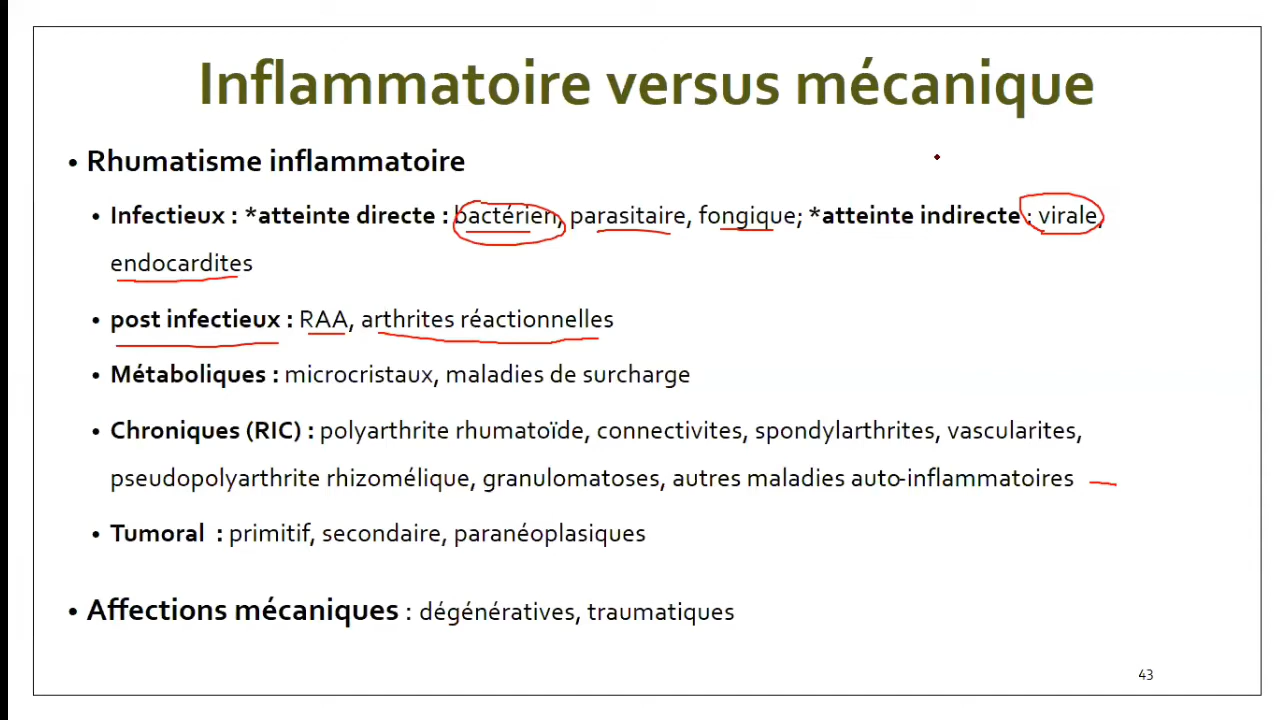 Inflammatoire versus mécanique
• Rhumatisme inflammatoire
• Infectieux : *atteinte directe : bactérien, parasitaire, fongique; *atteinte indirecte : virale,
endocardites
• post infectieux : RAA, arthrites réactionnelles
• Métaboliques : microcristaux, maladies de surcharge
• Chroniques (RIC) : polyarthrite rhumatoïde, connectivites, spondylarthrites, vascularites,
pseudopolyarthrite rhizomélique, granulomatoses, autres maladies auto-inflammatoires
• Tumoral : primitif, secondaire, paranéoplasiques
• Affections mécaniques : dégénératives, traumatiques
43